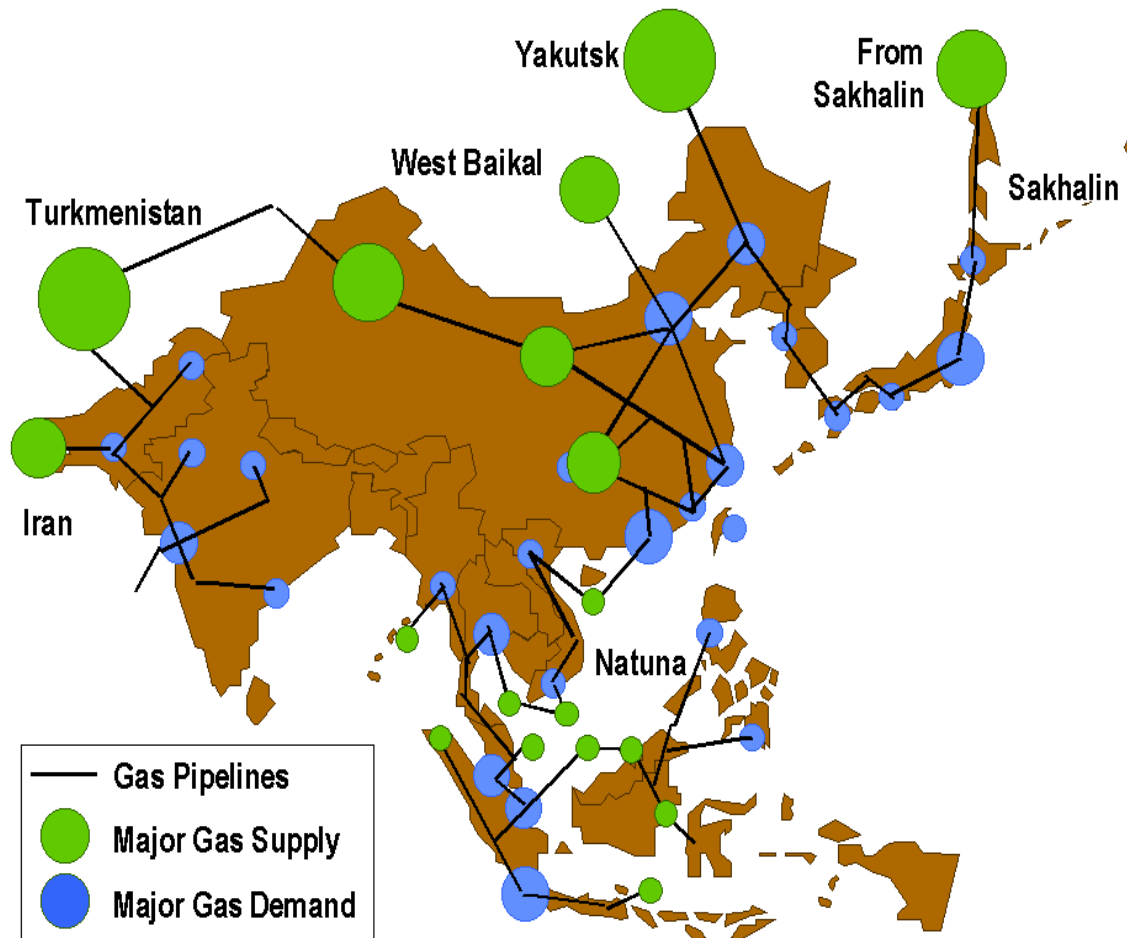 Yakutsk
From
Sakhalin
West Baikal
Sakhalin
Turkmenistan
Iran
Natuna
Gas Pipelines
Major Gas Supply
Major Gas Demand